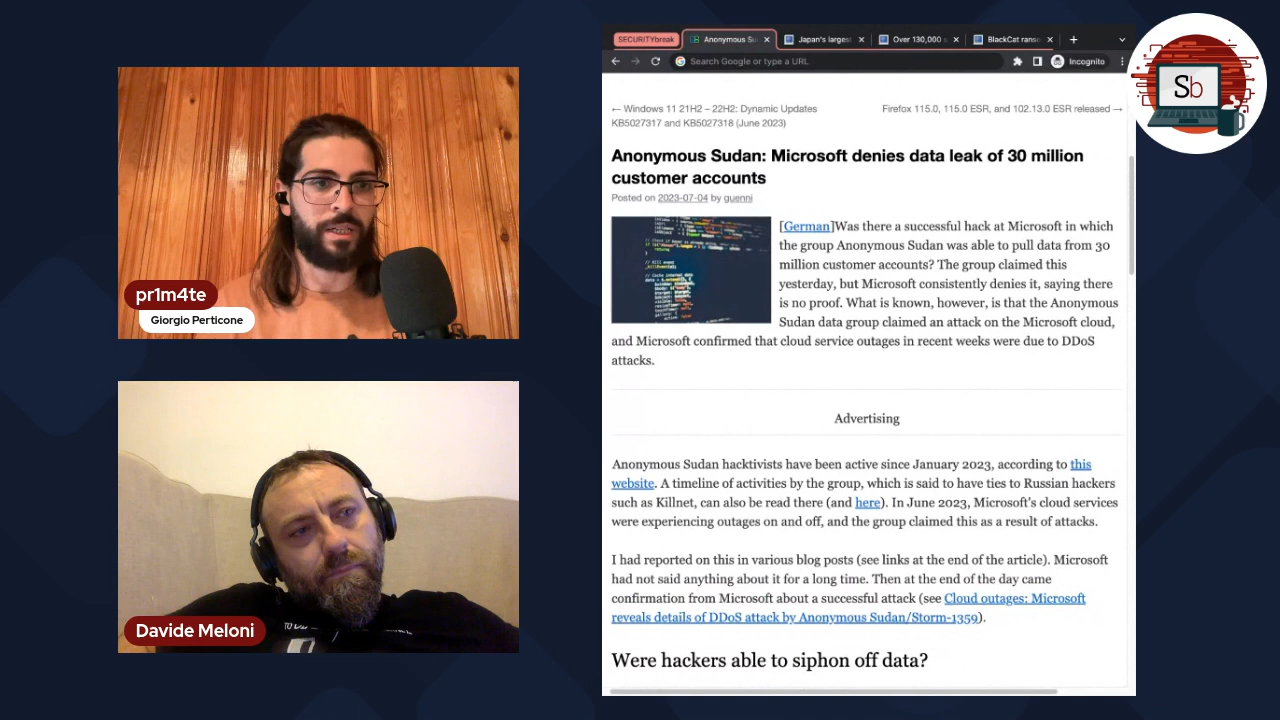 pr1m4te
Giorgio Perticone
Davide Meloni
SECURITYbreak
Anonymous Su
Japan's largest
Over 130,000 s
BlackCat ranso
Search Google or type a URL
Incognito
Sb
← Windows 11 21H2 – 22H2: Dynamic Updates
KB5027317 and KB5027318 (June 2023)
Firefox 115.0, 115.0 ESR, and 102.13.0 ESR released →
Anonymous Sudan: Microsoft denies data leak of 30 million
customer accounts
Posted on 2023-07-04 by guenni
[German]Was there a successful hack at Microsoft in which
the group Anonymous Sudan was able to pull data from 30
million customer accounts? The group claimed this
yesterday, but Microsoft consistently denies it, saying there
is no proof. What is known, however, is that the Anonymous
Sudan data group claimed an attack on the Microsoft cloud,
and Microsoft confirmed that cloud service outages in recent weeks were due to DDoS
attacks.
Advertising
Anonymous Sudan hacktivists have been active since January 2023, according to this
website. A timeline of activities by the group, which is said to have ties to Russian hackers
such as Killnet, can also be read there (and here). In June 2023, Microsoft's cloud services
were experiencing outages on and off, and the group claimed this as a result of attacks.
I had reported on this in various blog posts (see links at the end of the article). Microsoft
had not said anything about it for a long time. Then at the end of the day came
confirmation from Microsoft about a successful attack (see Cloud outages: Microsoft
reveals details of DDoS attack by Anonymous Sudan/Storm-1359).
Were hackers able to siphon off data?